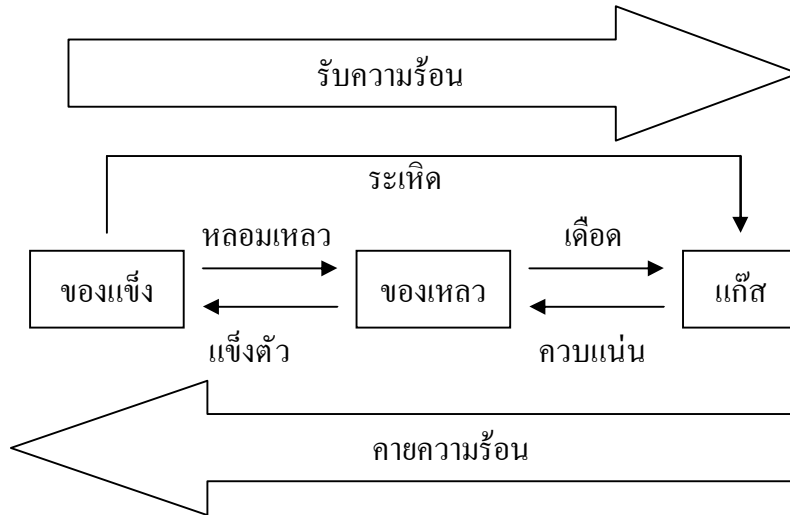 รับความร้อน
ระเหิด
หลอมเหลว
เดือด
ของแข็ง
ของเหลว
แก๊ส
แข็งตัว
ควบแน่น
คายความร้อน